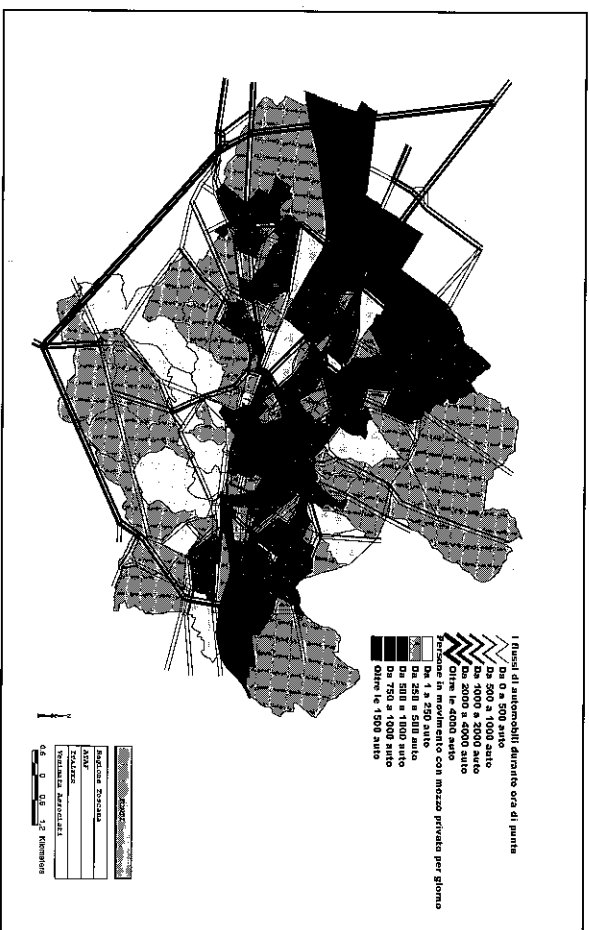 I flussi di automobili durante ora di punta
Da 0 a 500 auto
Da 500 a 1000 auto
Da 1000 a 2000 auto
Da 2000 a 4000 auto
Oltre le 4000 auto
Persone in movimento con mezzo privato per giorno
Da 1 a 250 auto
Da 250 a 500 auto
Da 500 a 1000 auto
Da 750 a 1000 auto
Oltre le 1500 auto
Regione Toscana
ATAF
ITALTER
Vezinata Associati
0.6 0 0.6 1.2 Kilometers